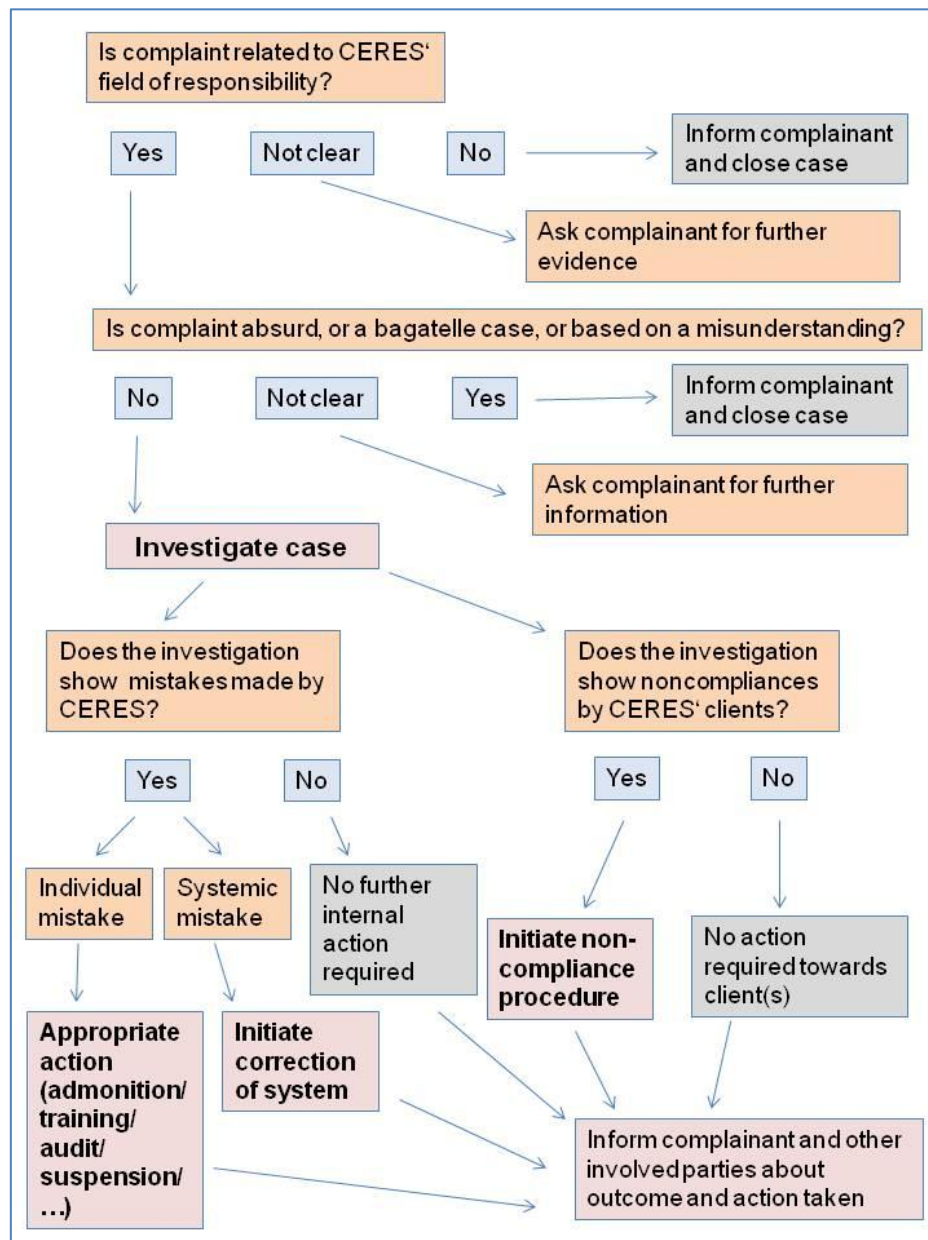 Is complaint related to CERES‘
field of responsibility?
Yes
Not clear
No
Inform complainant
and close case
Ask complainant for further
evidence
Is complaint absurd, or a bagatelle case, or based on a misunderstanding?
No
Not clear
Yes
Inform complainant
and close case
Ask complainant for further
information
Investigate case
Does the investigation
show mistakes made by
CERES?
Does the investigation
show noncompliances
by CERES‘ clients?
Yes
No
Yes
No
Individual
mistake
Systemic
mistake
No further
internal
action
required
Initiate non-
compliance
procedure
No action
required towards
client(s)
Appropriate
action
(admonition/
training/
audit/
suspension/
…)
Initiate
correction
of system
Inform complainant and other
involved parties about
outcome and action taken